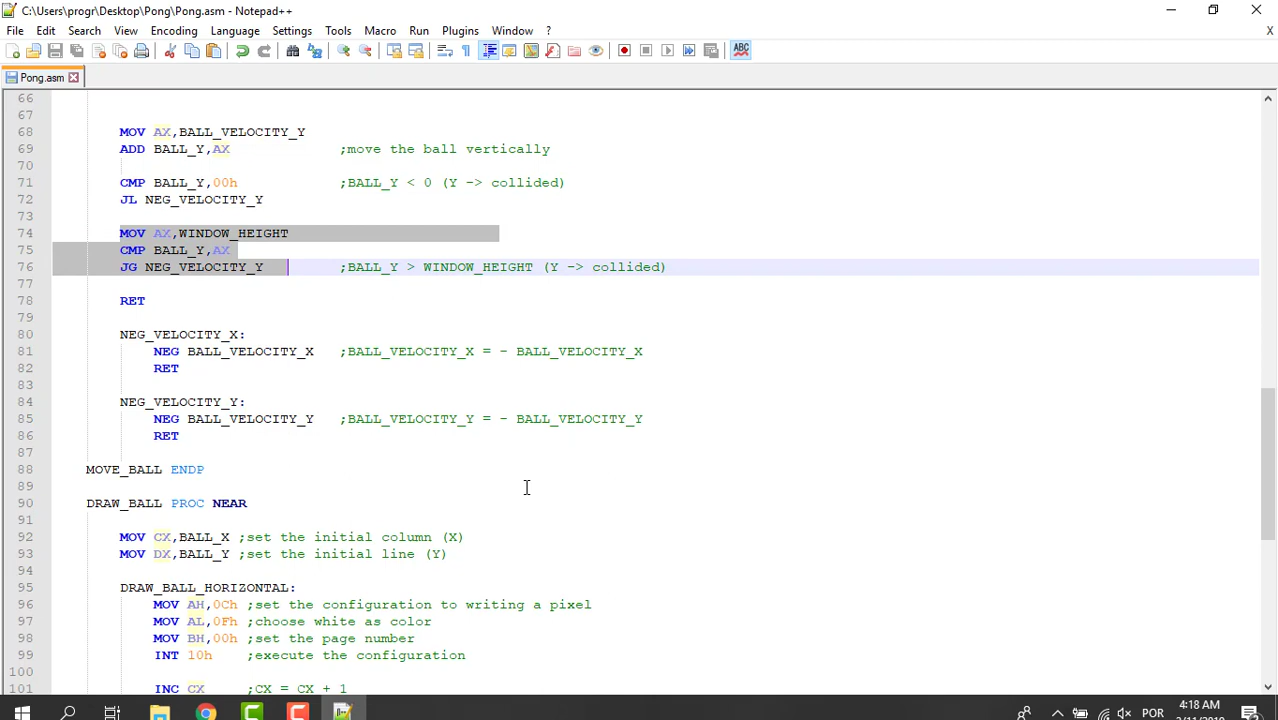 C:\Users\progr\Desktop\Pong\Pong.asm - Notepad++
File Edit Search View Encoding Language Settings Tools Macro Run Plugins Window ? X
ABC
Pong.asm
66
67
68 MOV AX,BALL_VELOCITY_Y
69 ADD BALL_Y,AX ;move the ball vertically
70
71 CMP BALL_Y,00h ;BALL_Y < 0 (Y -> collided)
72 JL NEG_VELOCITY_Y
73
74 MOV AX,WINDOW_HEIGHT
75 CMP BALL_Y,AX
76 JG NEG_VELOCITY_Y ;BALL_Y > WINDOW_HEIGHT (Y -> collided)
77
78 RET
79
80 NEG_VELOCITY_X:
81 NEG BALL_VELOCITY_X ;BALL_VELOCITY_X = - BALL_VELOCITY_X
82 RET
83
84 NEG_VELOCITY_Y:
85 NEG BALL_VELOCITY_Y ;BALL_VELOCITY_Y = - BALL_VELOCITY_Y
86 RET
87
88 MOVE_BALL ENDP
89
90 DRAW_BALL PROC NEAR
91
92 MOV CX,BALL_X ;set the initial column (X)
93 MOV DX,BALL_Y ;set the initial line (Y)
94
95 DRAW_BALL_HORIZONTAL:
96 MOV AH,0Ch ;set the configuration to writing a pixel
97 MOV AL,0Fh ;choose white as color
98 MOV BH,00h ;set the page number
99 INT 10h ;execute the configuration
100
101 INC CX ;CX = CX + 1
POR
4:18 AM